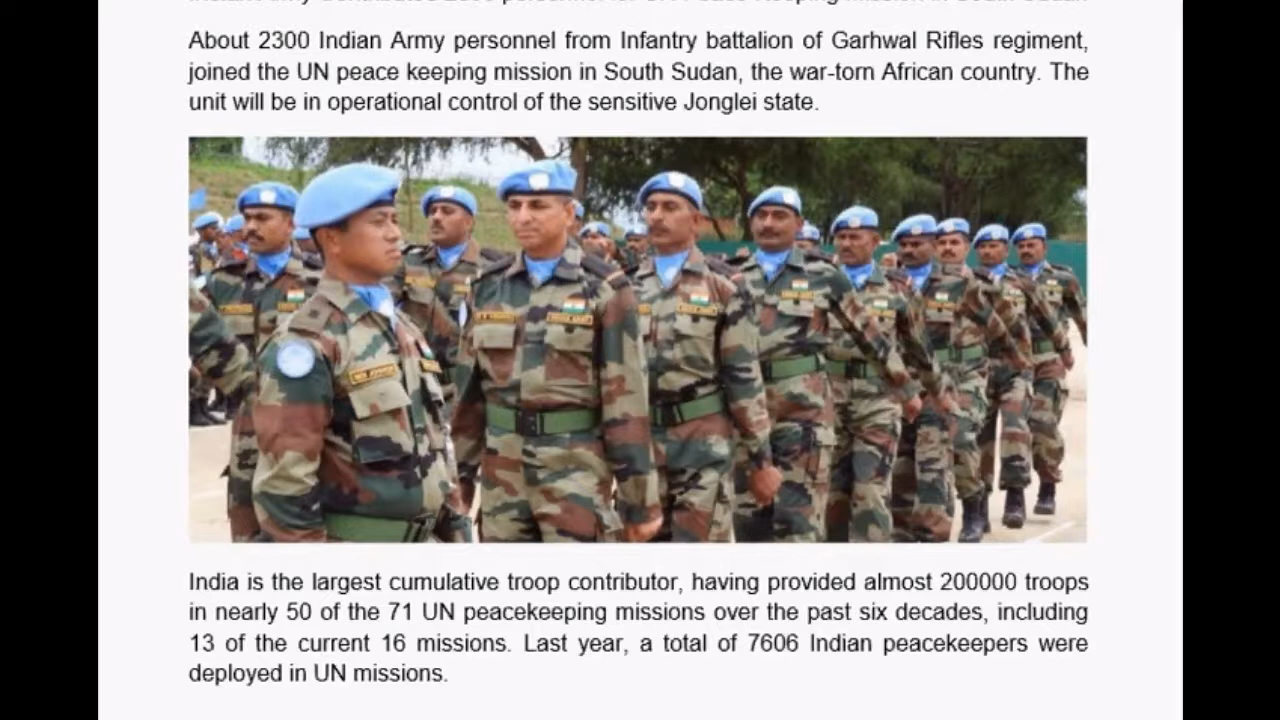 About 2300 Indian Army personnel from Infantry battalion of Garhwal Rifles regiment,
joined the UN peace keeping mission in South Sudan, the war-torn African country. The
unit will be in operational control of the sensitive Jonglei state.
India is the largest cumulative troop contributor, having provided almost 200000 troops
in nearly 50 of the 71 UN peacekeeping missions over the past six decades, including
13 of the current 16 missions. Last year, a total of 7606 Indian peacekeepers were
deployed in UN missions.